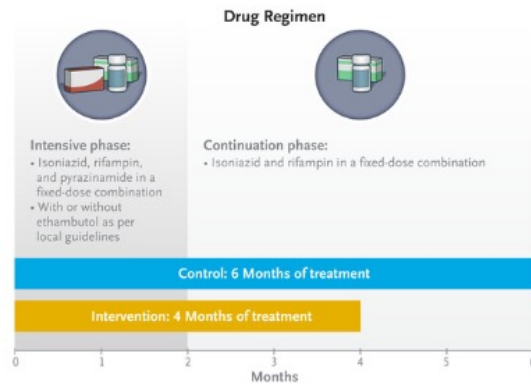 Drug Regimen
Intensive phase:
• Isoniazid, rifampin,
and pyrazinamide in a
fixed-dose combination
• With or without
ethambutol as per
local guidelines
Continuation phase:
• Isoniazid and rifampin in a fixed-dose combination
Control: 6 Months of treatment
Intervention: 4 Months of treatment
0 1 2 3 4 5 6
Months